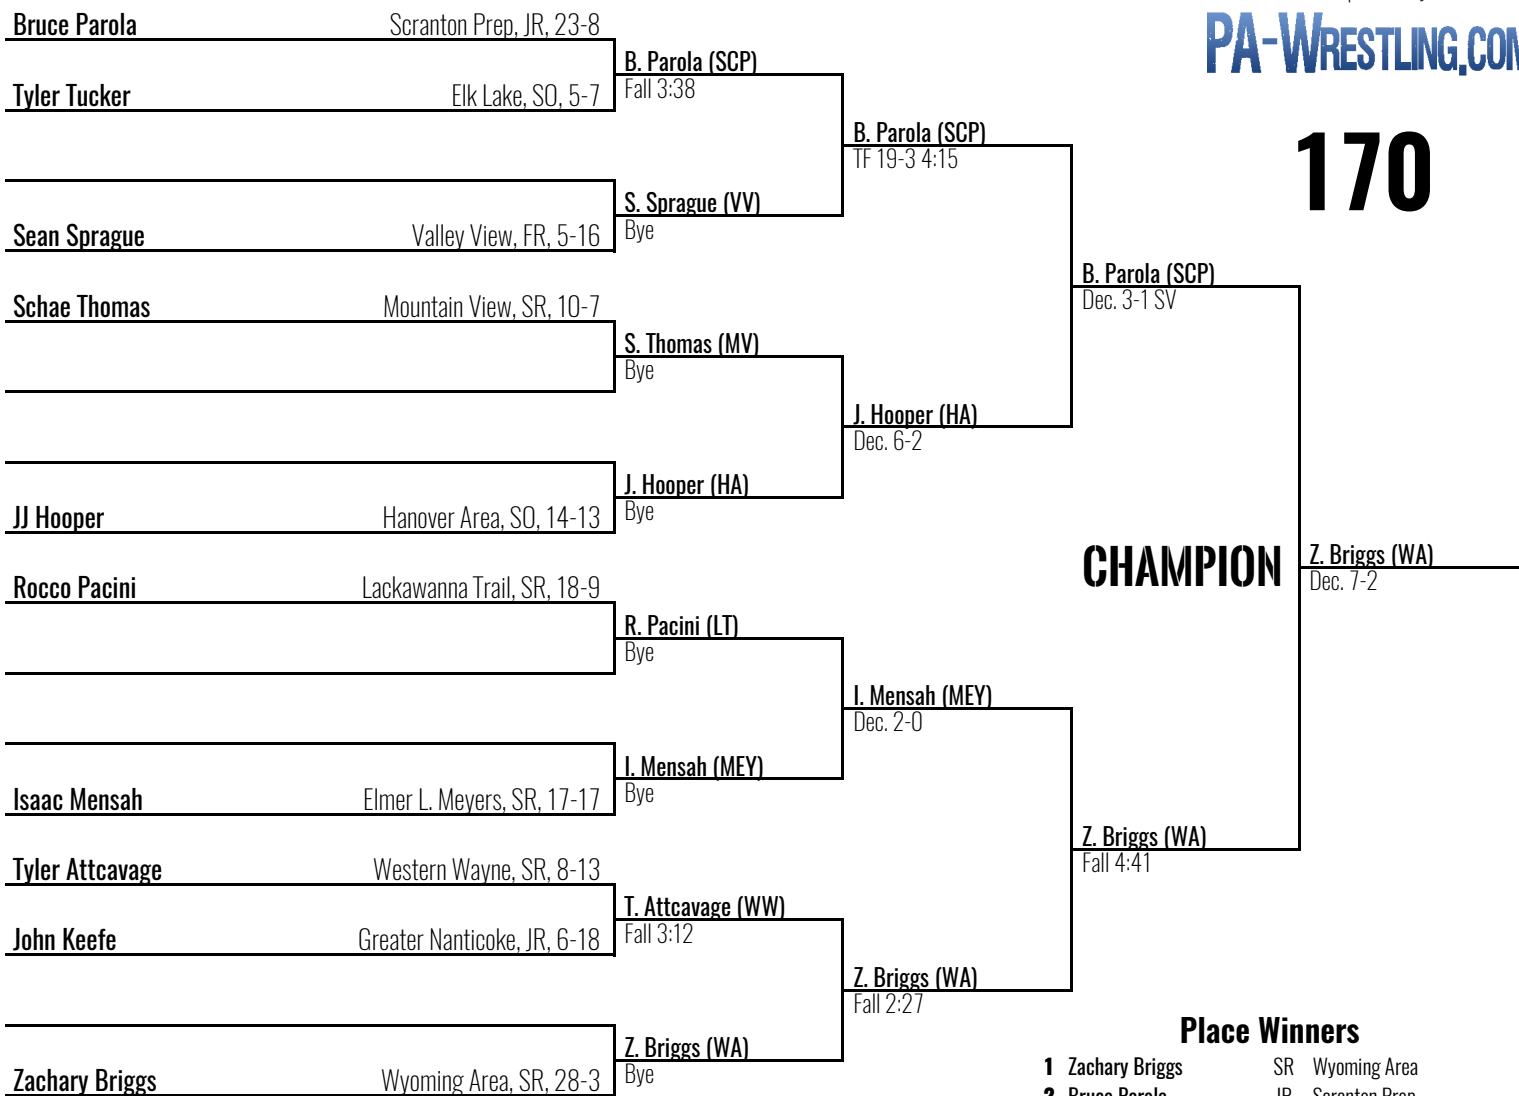 PA-WRESTLING.COM
170
Bruce Parola Scranton Prep, JR, 23-8
Tyler Tucker Elk Lake, SO, 5-7
Sean Sprague Valley View, FR, 5-16
Schae Thomas Mountain View, SR, 10-7
JJ Hooper Hanover Area, SO, 14-13
Rocco Pacini Lackawanna Trail, SR, 18-9
Isaac Mensah Elmer L. Meyers, SR, 17-17
Tyler Attcavage Western Wayne, SR, 8-13
John Keefe Greater Nanticoke, JR, 6-18
Zachary Briggs Wyoming Area, SR, 28-3
B. Parola (SCP)
Fall 3:38
S. Sprague (VV)
Bye
S. Thomas (MV)
Bye
J. Hooper (HA)
Bye
R. Pacini (LT)
Bye
I. Mensah (MEY)
Bye
T. Attcavage (WW)
Fall 3:12
Z. Briggs (WA)
Bye
B. Parola (SCP)
TF 19-3 4:15
J. Hooper (HA)
Dec. 6-2
I. Mensah (MEY)
Dec. 2-0
Z. Briggs (WA)
Fall 2:27
B. Parola (SCP)
Dec. 3-1 SV
Z. Briggs (WA)
Fall 4:41
CHAMPION
Z. Briggs (WA)
Dec. 7-2
Place Winners
1 Zachary Briggs SR Wyoming Area
2 Bruce Parola JR Scranton Prep